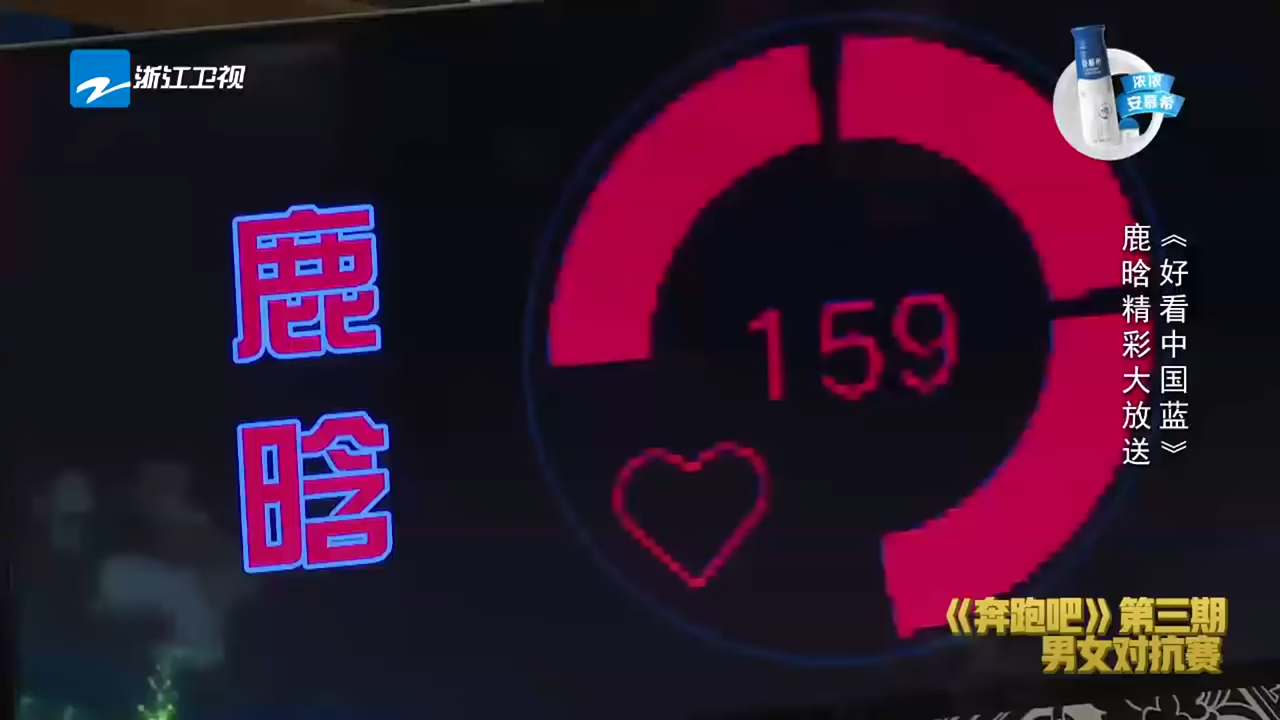 浙江卫视
浓浓
安慕希
鹿晗
159
《好看中国蓝》
鹿晗精彩大放送
《奔跑吧》第三期
男女对抗赛